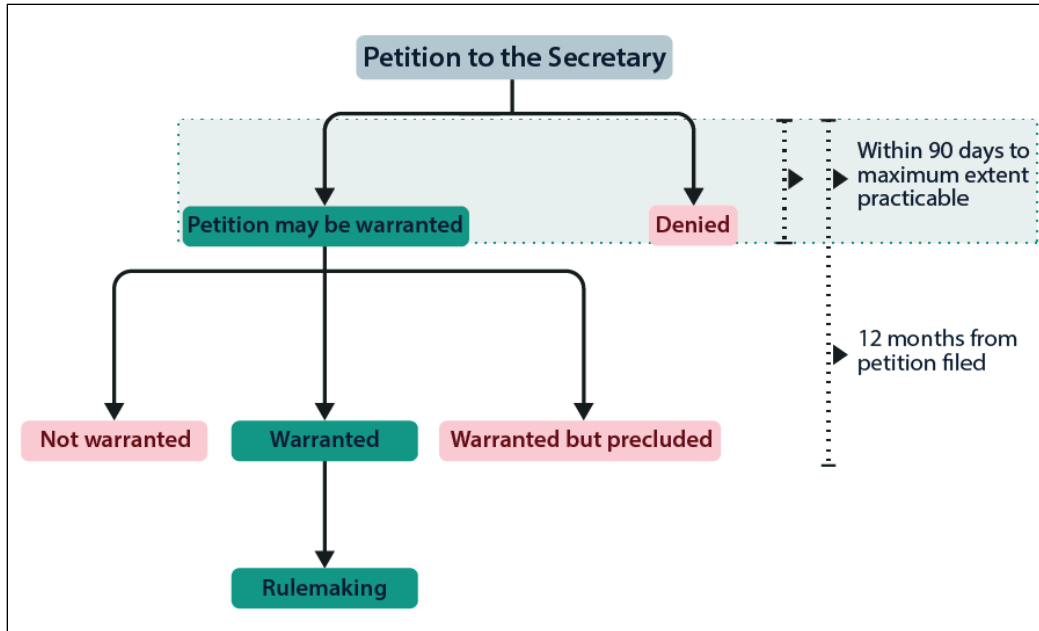 Petition to the Secretary
Within 90 days to
maximum extent
practicable
Petition may be warranted
Denied
12 months from
petition filed
Not warranted
Warranted
Warranted but precluded
Rulemaking